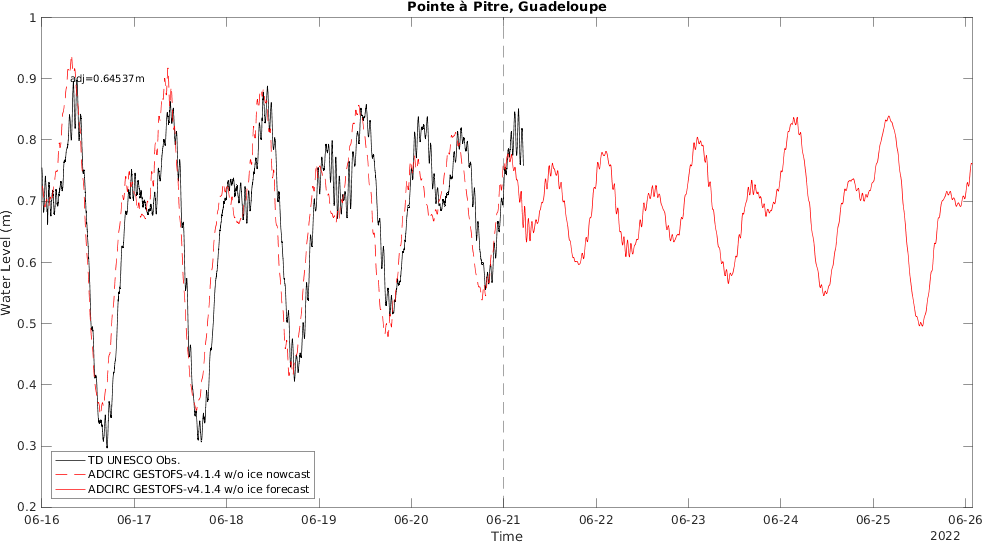 Pointe à Pitre, Guadeloupe
1
adj=0.64537m
0.9
0.8
0.7
0.6
0.5
0.4
0.3
0.2
Water Level (m)
TD UNESCO Obs.
ADCIRC GESTOFS-v4.1.4 w/o ice nowcast
ADCIRC GESTOFS-v4.1.4 w/o ice forecast
06-16 06-17 06-18 06-19 06-20 06-21 06-22 06-23 06-24 06-25 06-26
Time
2022